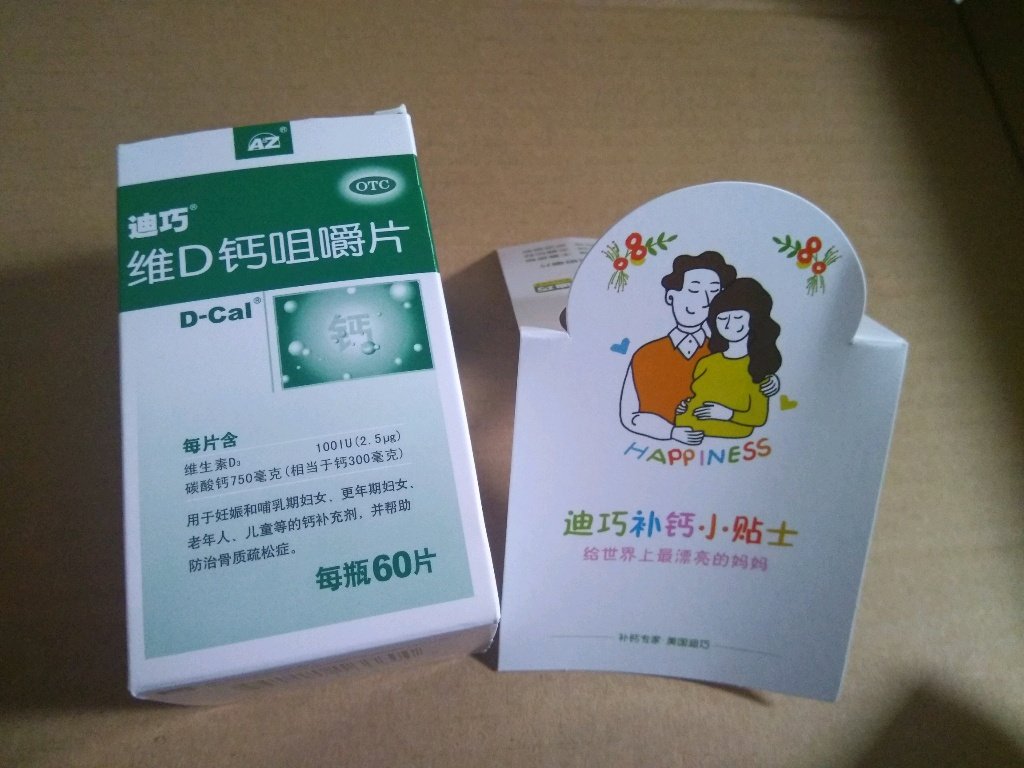 AZ®
OTC
迪巧®
维D钙咀嚼片
D-Cal®
钙
每片含
维生素D₃ 100IU(2.5μg)
碳酸钙750毫克(相当于钙300毫克)
用于妊娠和哺乳期妇女、更年期妇女、
老年人、儿童等的钙补充剂，并帮助
防治骨质疏松症。
每瓶60片
HAPPINESS
迪巧补钙小贴士
给世界上最漂亮的妈妈
补钙专家·美国迪巧